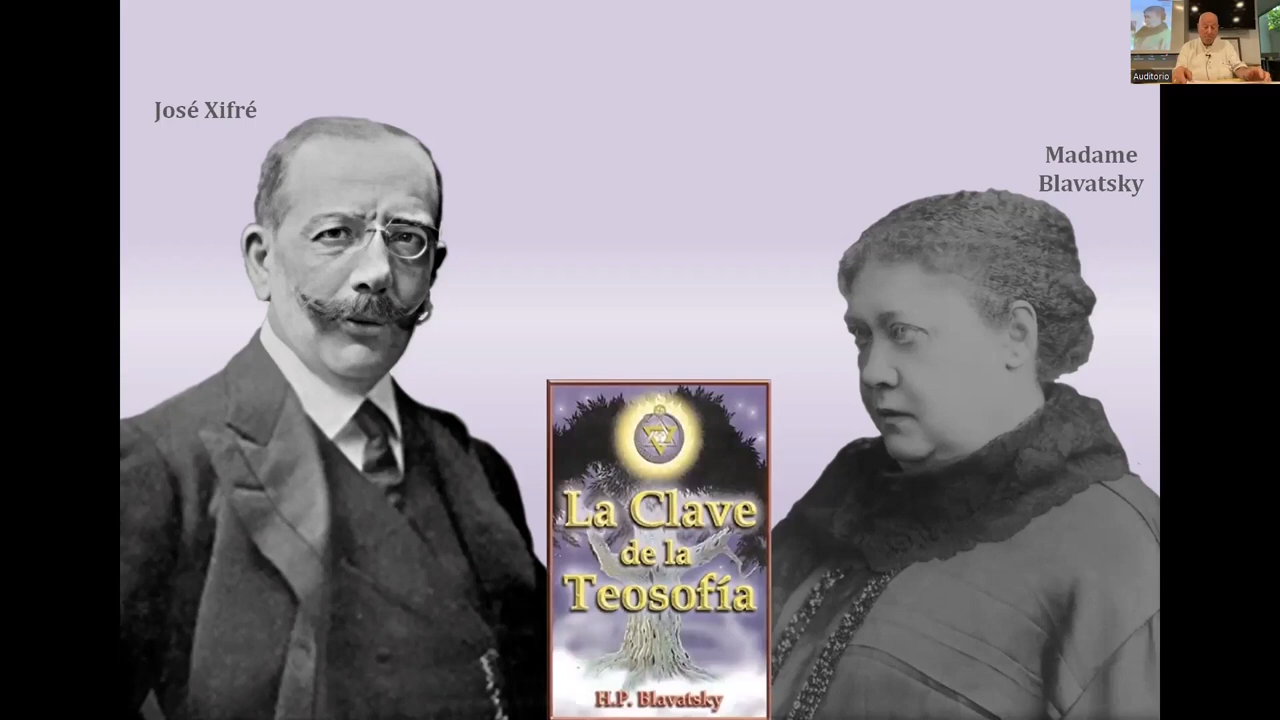 José Xifré
Madame
Blavatsky
Auditorio
La Clave
de la
Teosofía
H.P. Blavatsky